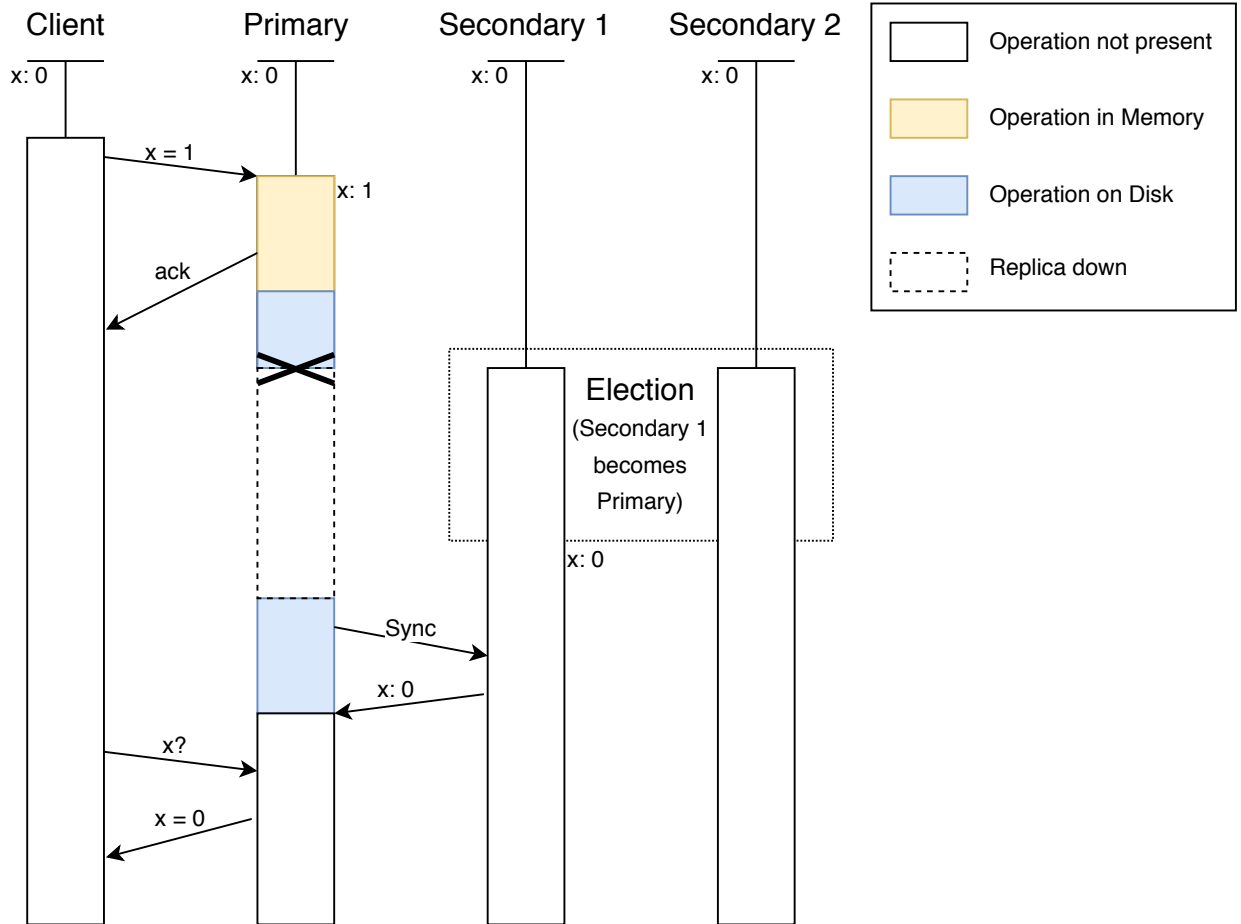 Client
Primary
Secondary 1
Secondary 2
x: 0
x: 0
x: 0
x: 0
Operation not present
Operation in Memory
Operation on Disk
Replica down
x = 1
x: 1
ack
Election
(Secondary 1
becomes
Primary)
x: 0
Sync
x: 0
x?
x = 0